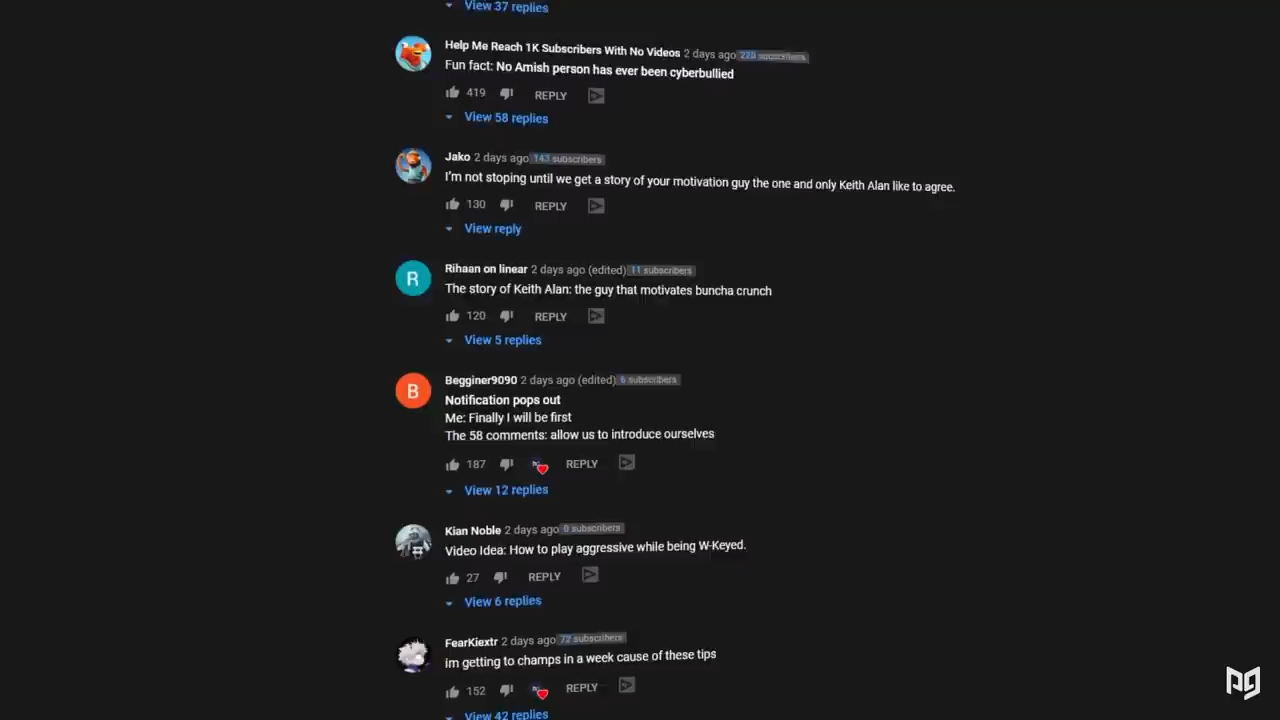 View 37 replies
Help Me Reach 1K Subscribers With No Videos 2 days ago 220 subscribers
Fun fact: No Amish person has ever been cyberbullied
419 REPLY
View 58 replies
Jako 2 days ago 143 subscribers
I'm not stoping until we get a story of your motivation guy the one and only Keith Alan like to agree.
130 REPLY
View reply
R
Rihaan on linear 2 days ago (edited) 11 subscribers
The story of Keith Alan: the guy that motivates buncha crunch
120 REPLY
View 5 replies
B
Begginer9090 2 days ago (edited) 6 subscribers
Notification pops out
Me: Finally I will be first
The 58 comments: allow us to introduce ourselves
187 REPLY
View 12 replies
Kian Noble 2 days ago 0 subscribers
Video Idea: How to play aggressive while being W-Keyed.
27 REPLY
View 6 replies
FearKiextr 2 days ago 72 subscribers
im getting to champs in a week cause of these tips
152 REPLY
View 42 replies